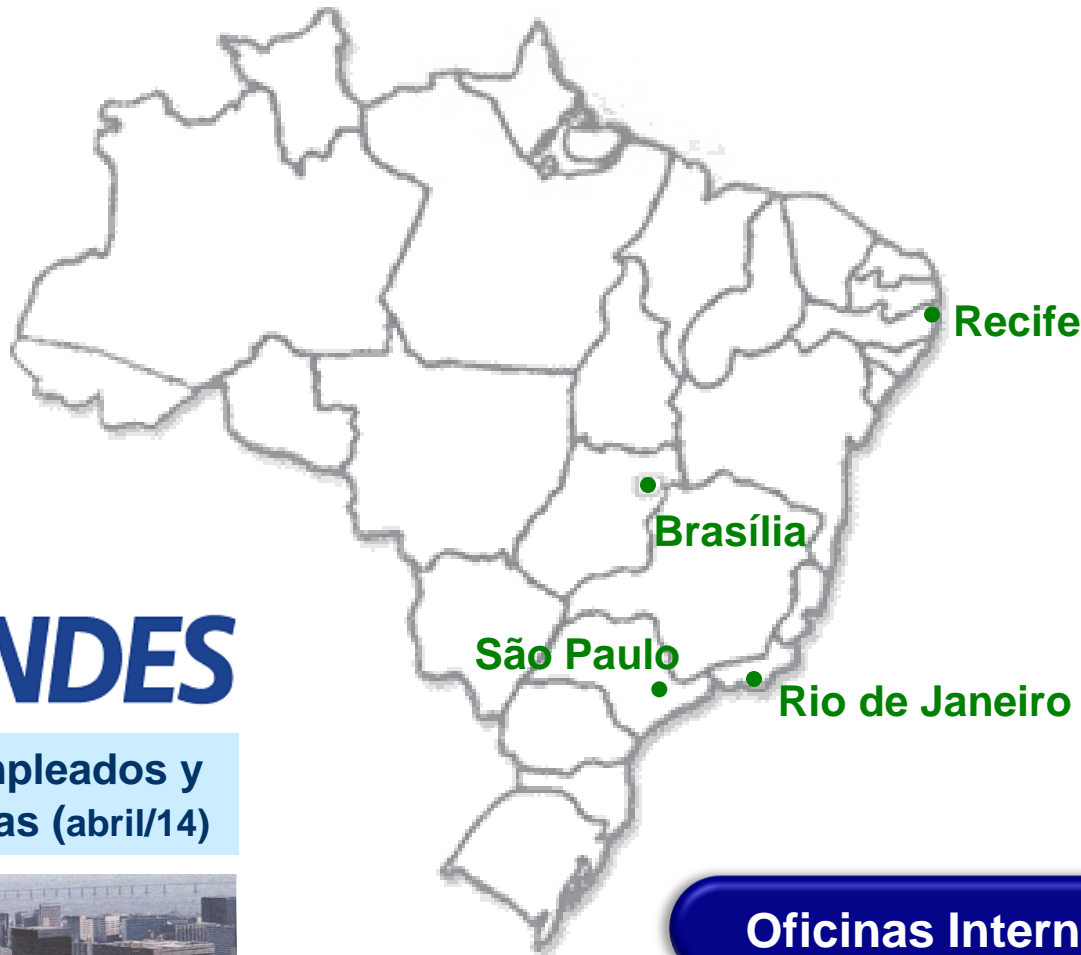 Recife
Brasília
São Paulo
Rio de Janeiro
NDES
pleados y
as (abril/14)
Oficinas Intern